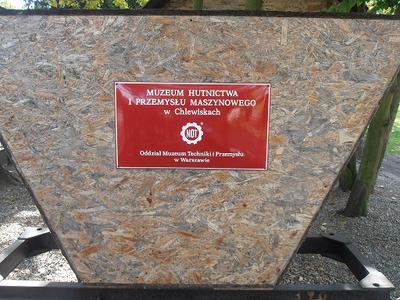 MUZEUM HUTNICTWA
I PRZEMYSŁU MASZYNOWEGO
w Chlewiskach
NOT
Oddział Muzeum Techniki i Przemysłu
w Warszawie